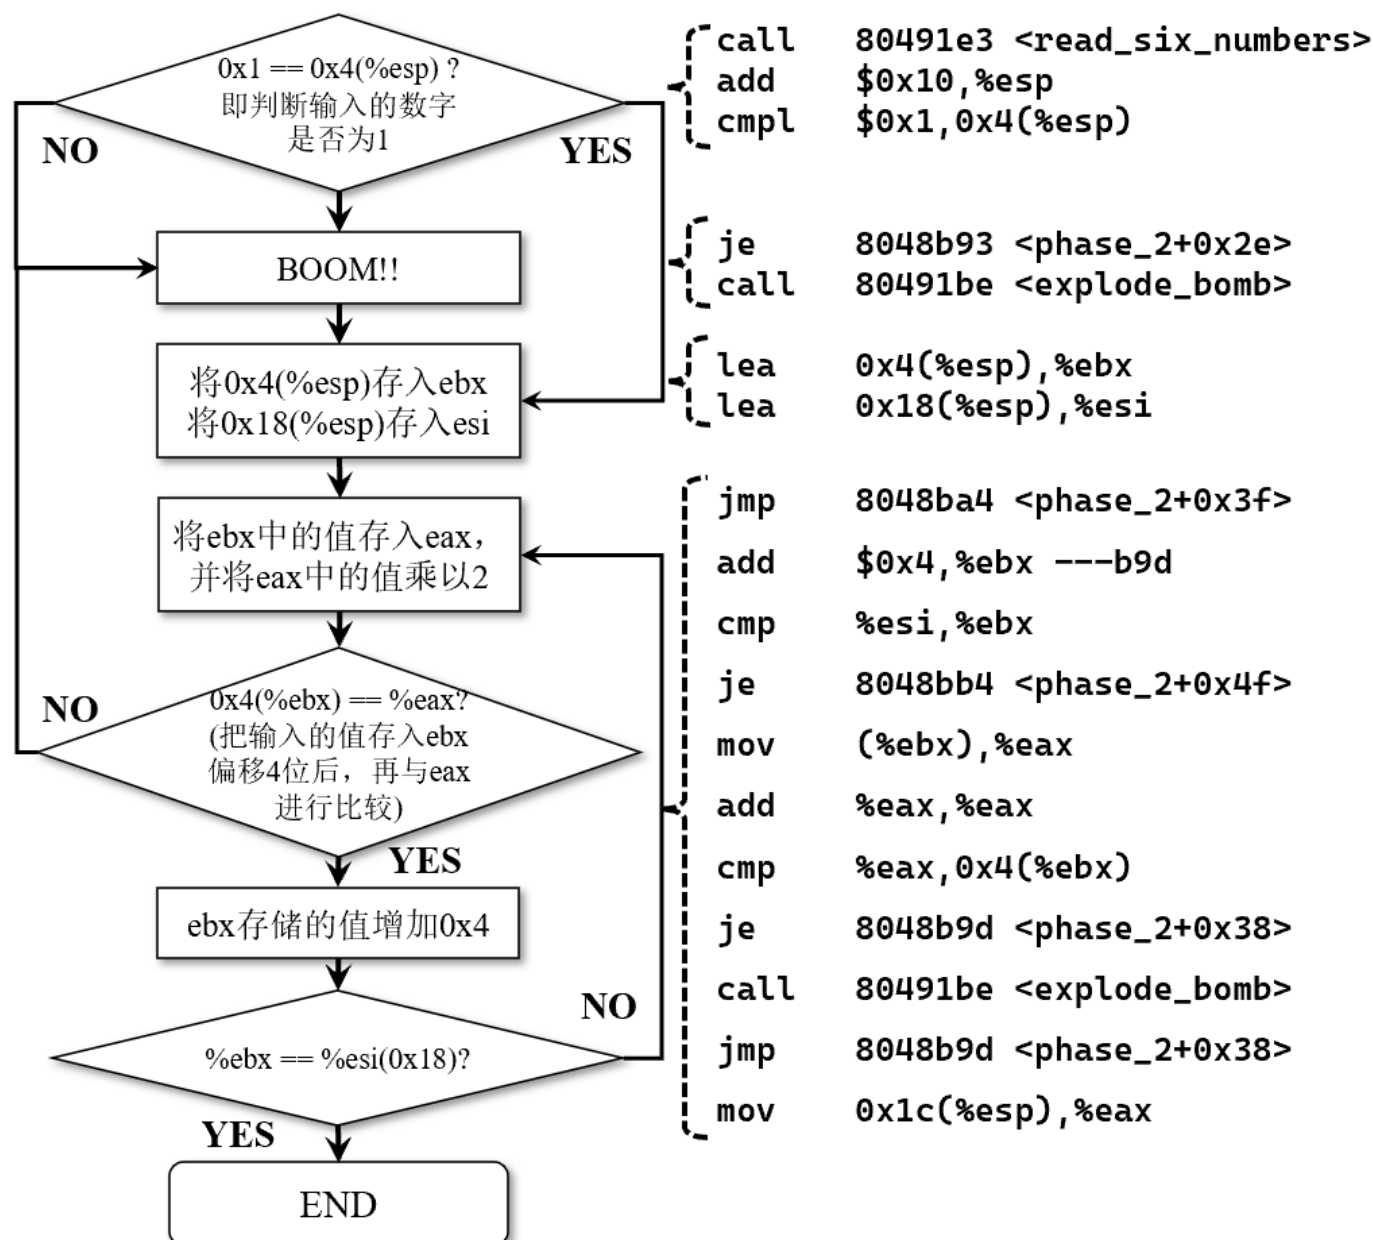 0x1 == 0x4(%esp) ?
即判断输入的数字
是否为1
NO
YES
BOOM!!
将0x4(%esp)存入ebx
将0x18(%esp)存入esi
将ebx中的值存入eax，
并将eax中的值乘以2
NO
0x4(%ebx) == %eax?
(把输入的值存入ebx
偏移4位后，再与eax
进行比较)
YES
ebx存储的值增加0x4
NO
%ebx == %esi(0x18)?
YES
END
call 80491e3 <read_six_numbers>
add $0x10,%esp
cmpl $0x1,0x4(%esp)
je 8048b93 <phase_2+0x2e>
call 80491be <explode_bomb>
lea 0x4(%esp),%ebx
lea 0x18(%esp),%esi
jmp 8048ba4 <phase_2+0x3f>
add $0x4,%ebx ---b9d
cmp %esi,%ebx
je 8048bb4 <phase_2+0x4f>
mov (%ebx),%eax
add %eax,%eax
cmp %eax,0x4(%ebx)
je 8048b9d <phase_2+0x38>
call 80491be <explode_bomb>
jmp 8048b9d <phase_2+0x38>
mov 0x1c(%esp),%eax